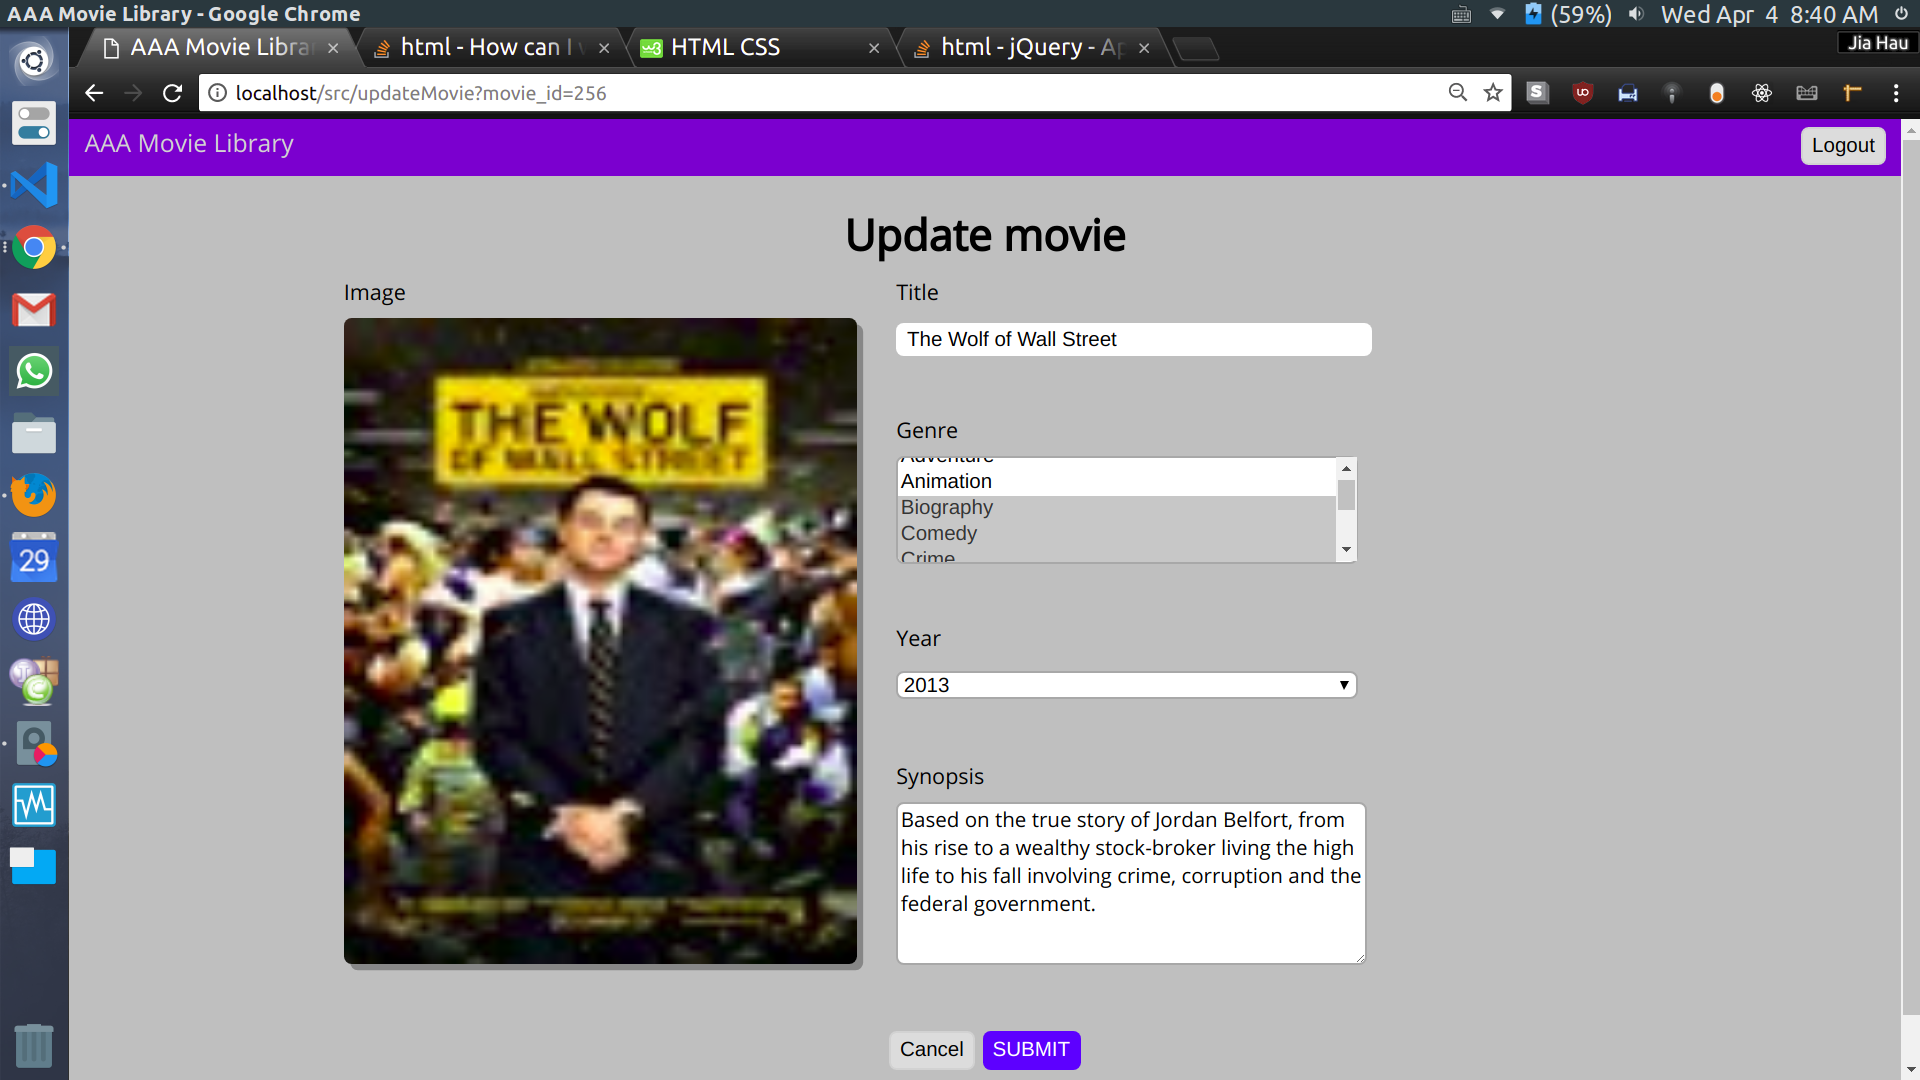 AAA Movie Library - Google Chrome
(59%) Wed Apr 4 8:40 AM
AAA Movie Libra
html - How can I
HTML CSS
html - jQuery - Ap
Jia Hau
localhost/src/updateMovie?movie_id=256
AAA Movie Library
Logout
Update movie
Image
THE WOLF
OF WALL STREET
Title
The Wolf of Wall Street
Genre
Adventure
Animation
Biography
Comedy
Crime
Year
2013
Synopsis
Based on the true story of Jordan Belfort, from
his rise to a wealthy stock-broker living the high
life to his fall involving crime, corruption and the
federal government.
Cancel
SUBMIT
29